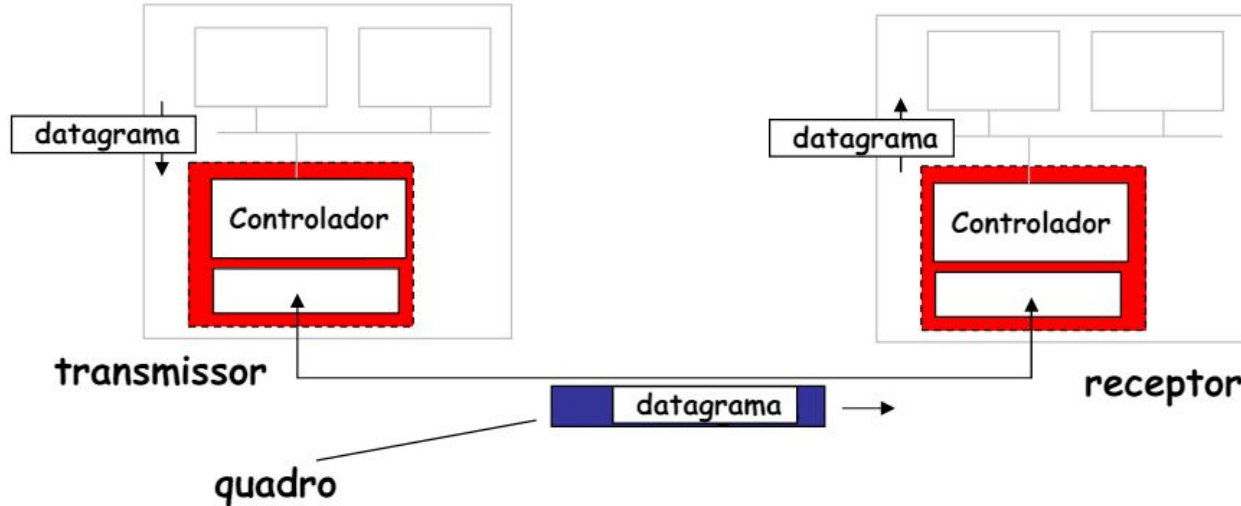 datagrama
datagrama
Controlador
Controlador
transmissor
receptor
datagrama
quadro